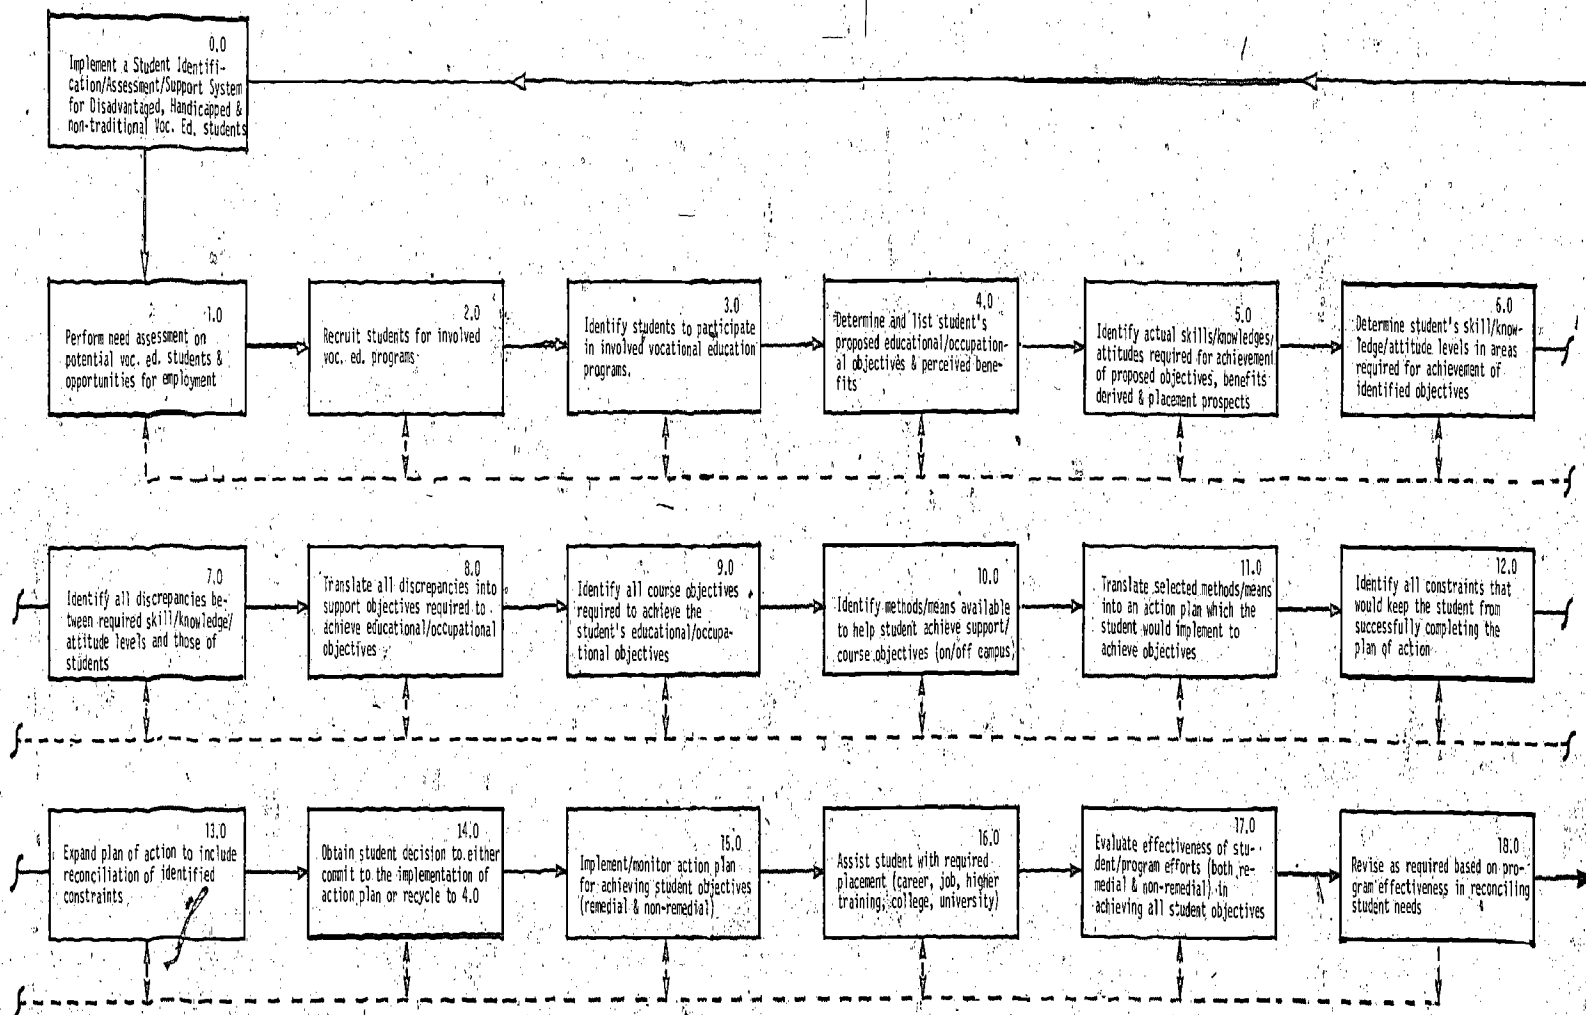 0.0
Implement a Student Identifi-
cation/Assessment/Support System
for Disadvantaged, Handicapped &
non-traditional Voc. Ed. students
1.0
Perform need assessment on
potential voc. ed. students &
opportunities for employment
2.0
Recruit students for involved
voc. ed. programs
3.0
Identify students to participate
in involved vocational education
programs.
4.0
Determine and list student's
proposed educational/occupation-
al objectives & perceived bene-
fits
5.0
Identify actual skills/knowledges/
attitudes required for achievement
of proposed objectives, benefits
derived & placement prospects
6.0
Determine student's skill/know-
ledge/attitude levels in areas
required for achievement of
identified objectives
7.0
Identify all discrepancies be-
tween required skill/knowledge/
attitude levels and those of
students
8.0
Translate all discrepancies into
support objectives required to
achieve educational/occupational
objectives
9.0
Identify all course objectives
required to achieve the
student's educational/occupa-
tional objectives
10.0
Identify methods/means available
to help student achieve support/
course objectives (on/off campus)
11.0
Translate selected methods/means
into an action plan which the
student would implement to
achieve objectives
12.0
Identify all constraints that
would keep the student from
successfully completing the
plan of action
13.0
Expand plan of action to include
reconciliation of identified
constraints
14.0
Obtain student decision to either
commit to the implementation of
action plan or recycle to 4.0
15.0
Implement/monitor action plan
for achieving student objectives
(remedial & non-remedial)
16.0
Assist student with required
placement (career, job, higher
training, college, university)
17.0
Evaluate effectiveness of stu-
dent/program efforts (both re-
medial & non-remedial) in
achieving all student objectives
18.0
Revise as required based on pro-
gram effectiveness in reconciling
student needs